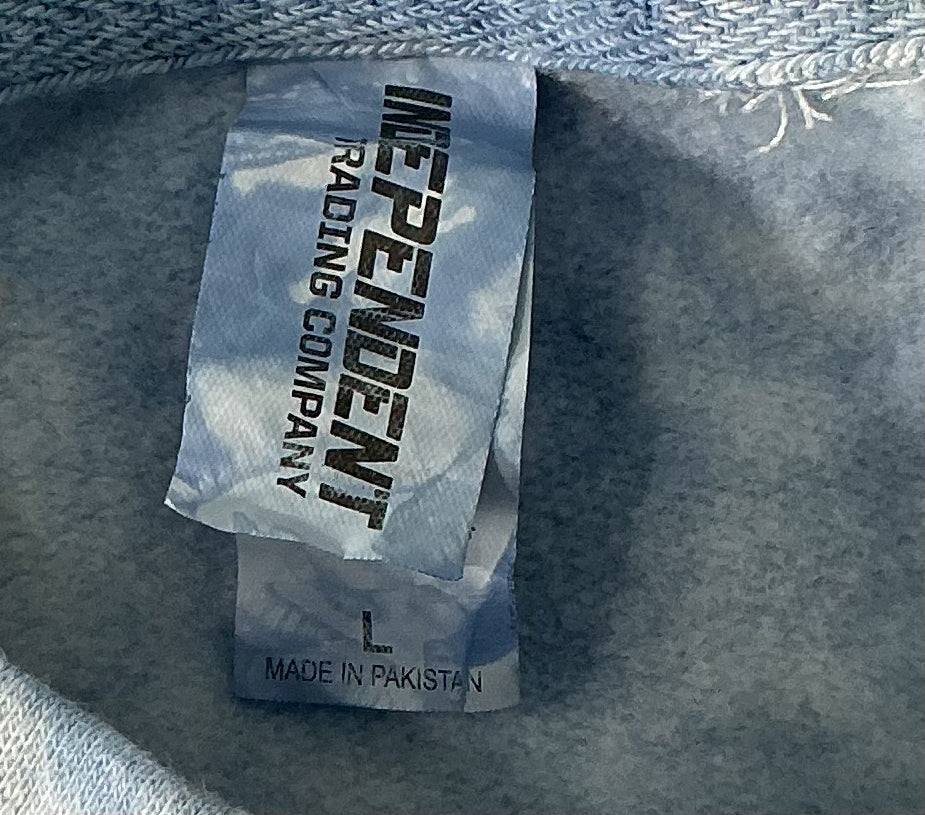 INDEPENDENT
TRADING COMPANY
L
MADE IN PAKISTAN